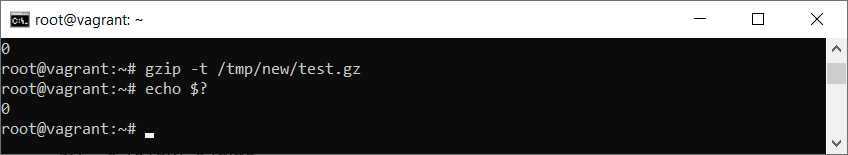 root@vagrant: ~
0
root@vagrant:~# gzip -t /tmp/new/test.gz
root@vagrant:~# echo $?
0
root@vagrant:~#